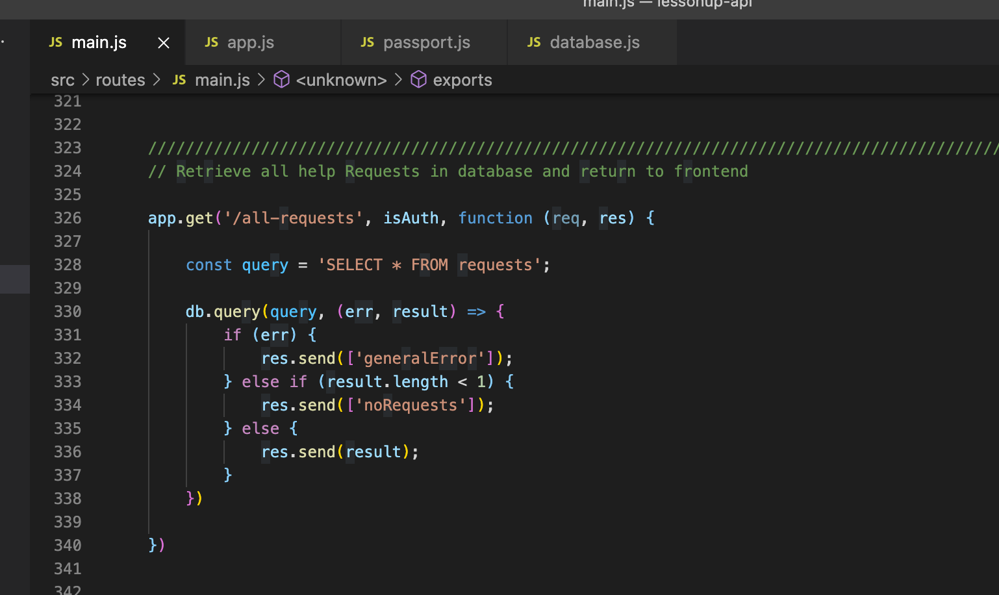 main.js — lessonup-api
JS main.js × JS app.js JS passport.js JS database.js
src > routes > JS main.js > <unknown> > exports
321
322
323 ///////////////////////////////////////////////////////////////////////////////////////////
324 // Retrieve all help Requests in database and return to frontend
325
326 app.get('/all-requests', isAuth, function (req, res) {
327
328 const query = 'SELECT * FROM requests';
329
330 db.query(query, (err, result) => {
331 if (err) {
332 res.send(['generalError']);
333 } else if (result.length < 1) {
334 res.send(['noRequests']);
335 } else {
336 res.send(result);
337 }
338 })
339
340 })
341
342